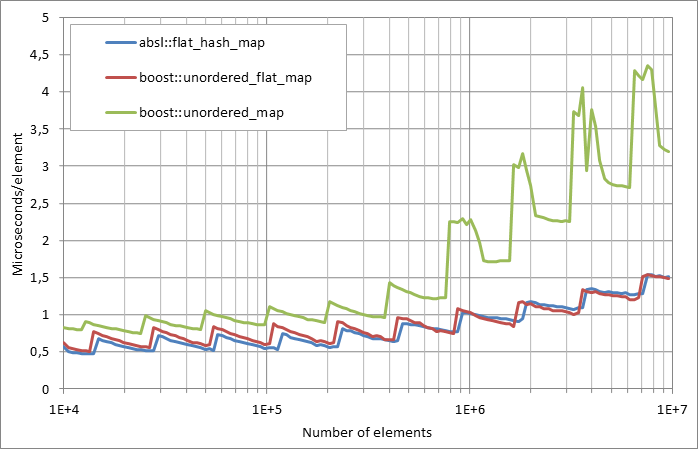 5
4,5
4
3,5
3
2,5
2
1,5
1
0,5
0
Microseconds/element
absl::flat_hash_map
boost::unordered_flat_map
boost::unordered_map
1E+4
1E+5
1E+6
1E+7
Number of elements